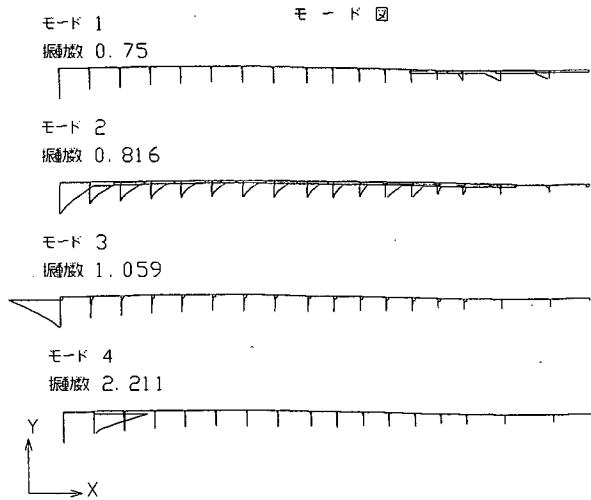 モード図
モード 1
振動数 0.75
モード 2
振動数 0.816
モード 3
振動数 1.059
モード 4
振動数 2.211
Y
X